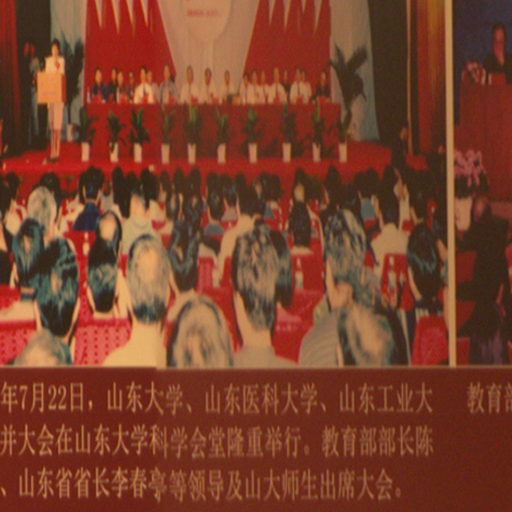 年7月22日，山东大学、山东医科大学、山东工业大
并大会在山东大学科学会堂隆重举行。教育部部长陈
、山东省省长李春亭等领导及山大师生出席大会。
教育部